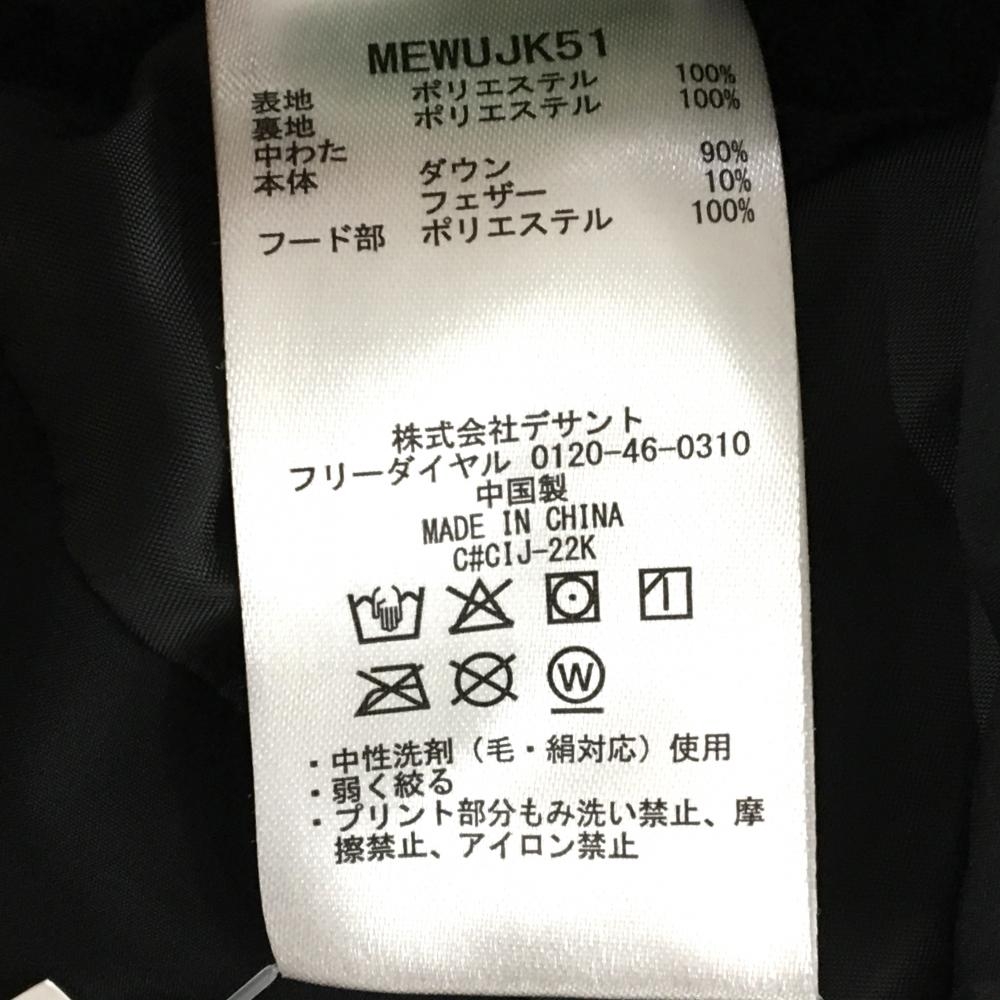 MEWUJK51
表地 ポリエステル 100%
裏地 ポリエステル 100%
中わた
本体 ダウン 90%
フェザー 10%
フード部 ポリエステル 100%
株式会社デサント
フリーダイヤル 0120-46-0310
中国製
MADE IN CHINA
C#CIJ-22K
W
・中性洗剤（毛・絹対応）使用
・弱く絞る
・プリント部分もみ洗い禁止、摩
擦禁止、アイロン禁止